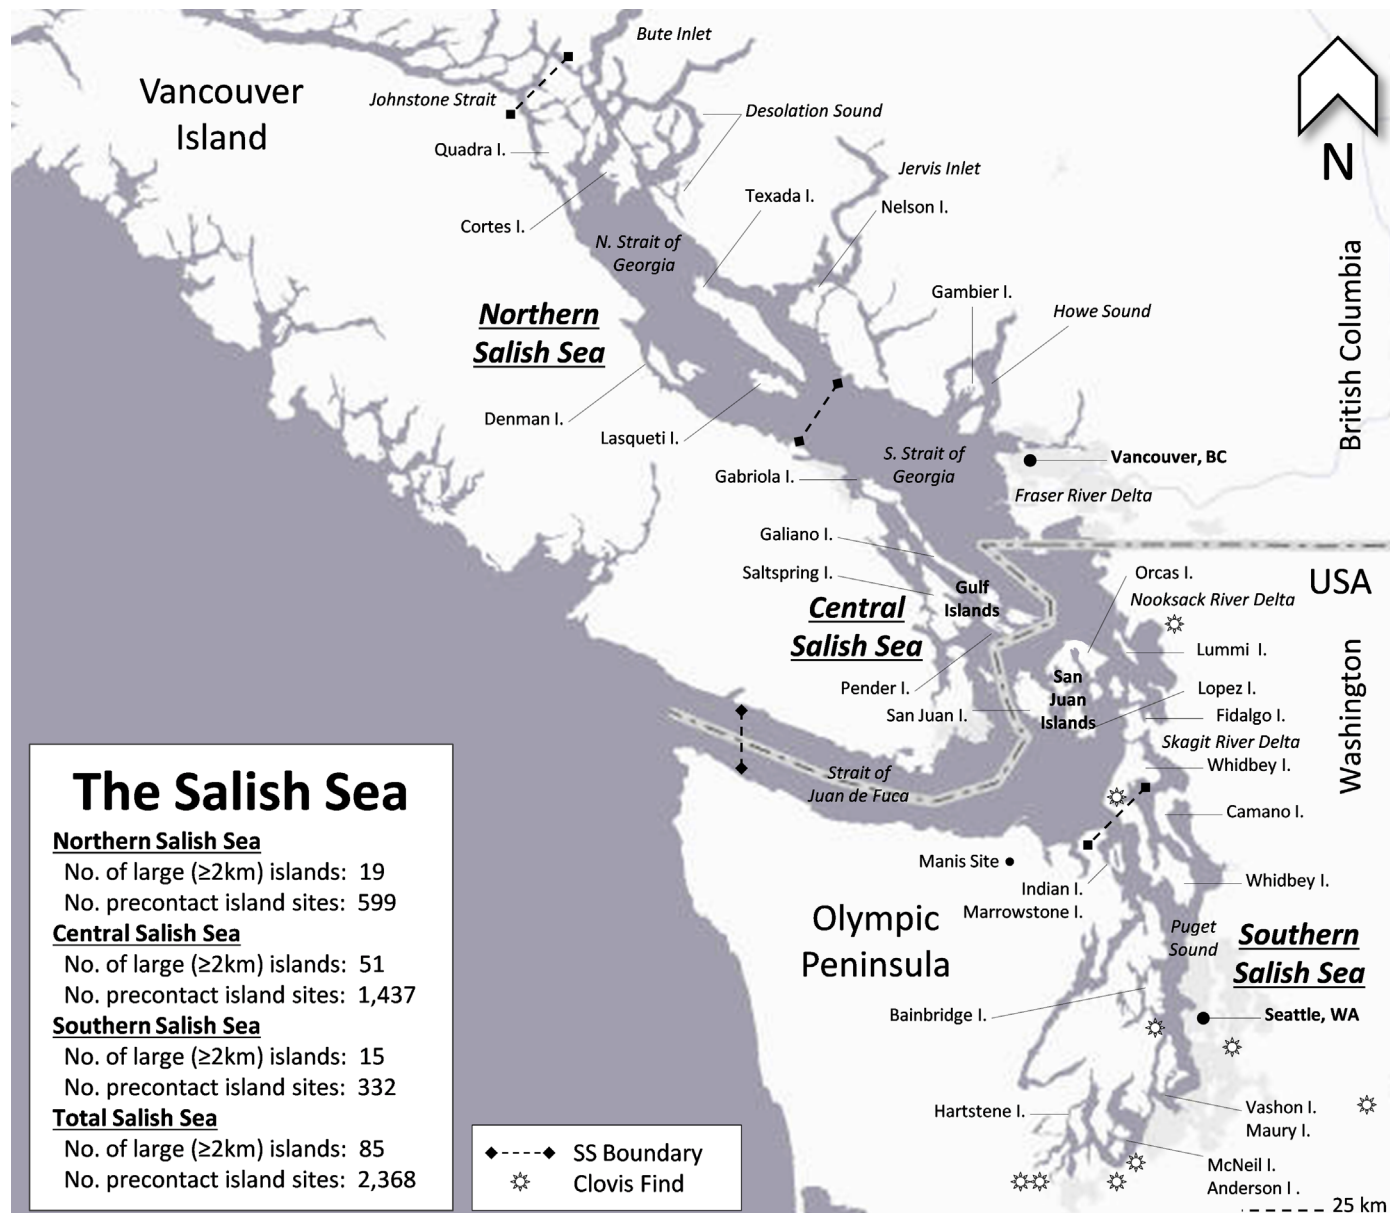 Bute Inlet
Vancouver
Island
Johnstone Strait
Desolation Sound
Quadra I.
N
Jervis Inlet
Texada I.
Nelson I.
Cortes I.
N. Strait of
Georgia
British Columbia
Gambier I.
Howe Sound
Northern
Salish Sea
Denman I.
Lasqueti I.
S. Strait of
Georgia
Vancouver, BC
Gabriola I.
Fraser River Delta
Galiano I.
Saltspring I.
Gulf
Islands
Orcas I.
USA
Nooksack River Delta
Central
Salish Sea
Lummi I.
Pender I.
San
Juan
Islands
San Juan I.
Lopez I.
Fidalgo I.
Washington
Skagit River Delta
Whidbey I.
Strait of
Juan de Fuca
Camano I.
Manis Site
Indian I.
Marrowstone I.
Whidbey I.
Olympic
Peninsula
Puget
Sound
Southern
Salish Sea
Bainbridge I.
Seattle, WA
Hartstene I.
Vashon I.
Maury I.
McNeil I.
Anderson I .
25 km
The Salish Sea
Northern Salish Sea
No. of large (≥2km) islands: 19
No. precontact island sites: 599
Central Salish Sea
No. of large (≥2km) islands: 51
No. precontact island sites: 1,437
Southern Salish Sea
No. of large (≥2km) islands: 15
No. precontact island sites: 332
Total Salish Sea
No. of large (≥2km) islands: 85
No. precontact island sites: 2,368
SS Boundary
Clovis Find